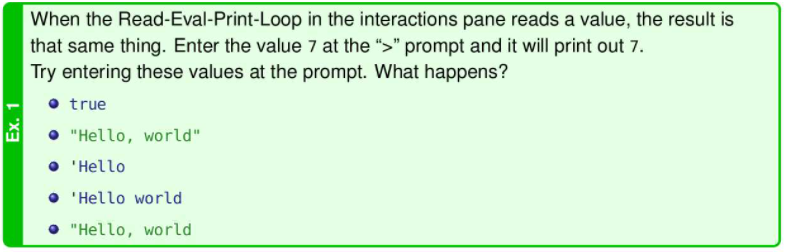 Ex. 1
When the Read-Eval-Print-Loop in the interactions pane reads a value, the result is
that same thing. Enter the value 7 at the “>” prompt and it will print out 7.
Try entering these values at the prompt. What happens?
true
"Hello, world"
'Hello
'Hello world
"Hello, world